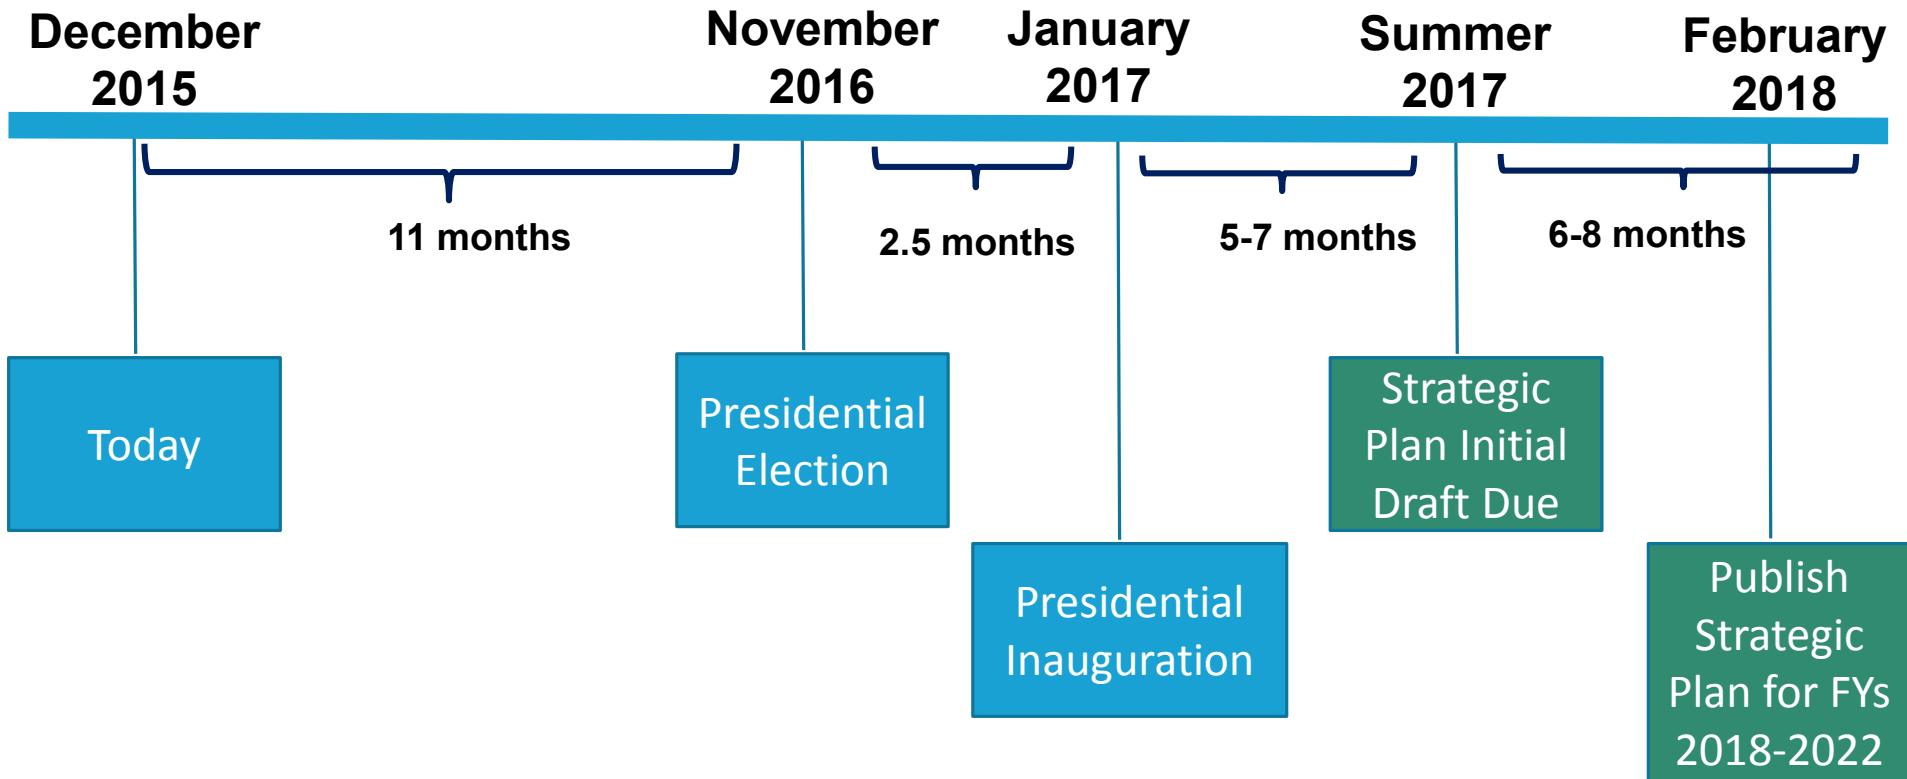 December
2015
November
2016
January
2017
Summer
2017
February
2018
11 months
2.5 months
5-7 months
6-8 months
Today
Presidential
Election
Presidential
Inauguration
Strategic
Plan Initial
Draft Due
Publish
Strategic
Plan for FYs
2018-2022